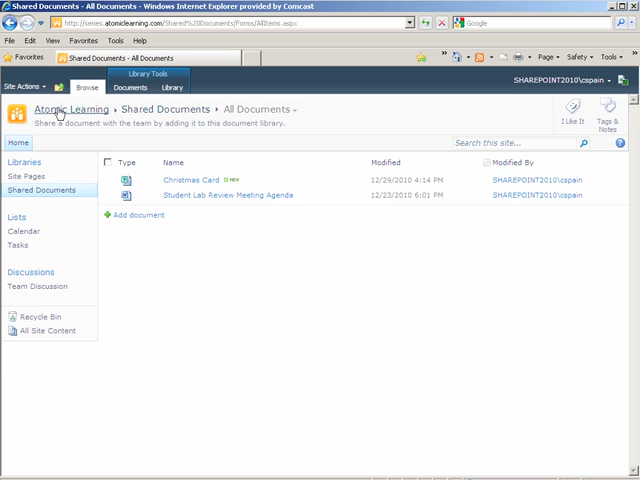 Shared Documents - All Documents - Windows Internet Explorer provided by Comcast
http://series.atomiclearning.com/Shared%20Documents/Forms/AllItems.aspx
Google
File Edit View Favorites Tools Help
Favorites Shared Documents - All Documents Page Safety Tools
Library Tools
Site Actions Browse Documents Library SHAREPOINT2010\cspain
Atomic Learning Shared Documents All Documents
Share a document with the team by adding it to this document library.
I Like It Tags & Notes
Home Search this site...
Libraries
Site Pages
Shared Documents
Lists
Calendar
Tasks
Discussions
Team Discussion
Recycle Bin
All Site Content
Type Name Modified Modified By
Christmas Card NEW 12/29/2010 4:14 PM SHAREPOINT2010\cspain
Student Lab Review Meeting Agenda 12/23/2010 6:01 PM SHAREPOINT2010\cspain
Add document